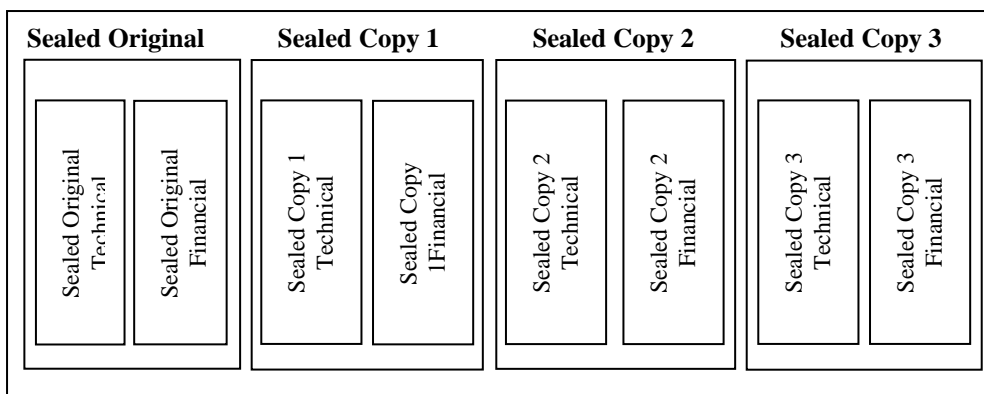 Sealed Original
Sealed Copy 1
Sealed Copy 2
Sealed Copy 3
Sealed Original
Technical
Sealed Original
Financial
Sealed Copy 1
Technical
Sealed Copy
1Financial
Sealed Copy 2
Technical
Sealed Copy 2
Financial
Sealed Copy 3
Technical
Sealed Copy 3
Financial